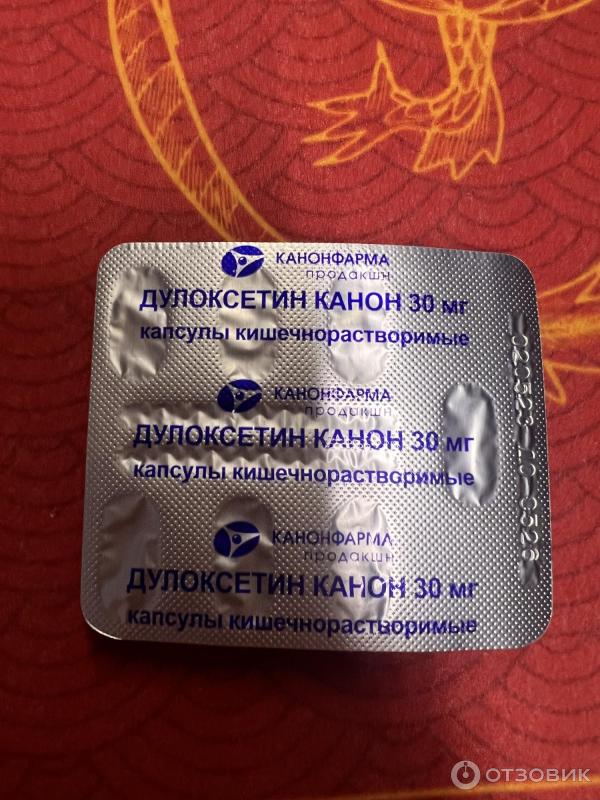 КАНОНФАРМА
продакшн
ДУЛОКСЕТИН КАНОН 30 мг
капсулы кишечнорастворимые
КАНОНФАРМА
продакшн
ДУЛОКСЕТИН КАНОН 30 мг
капсулы кишечнорастворимые
КАНОНФАРМА
продакшн
ДУЛОКСЕТИН КАНОН 30 мг
капсулы кишечнорастворимые
ОТЗОВИК